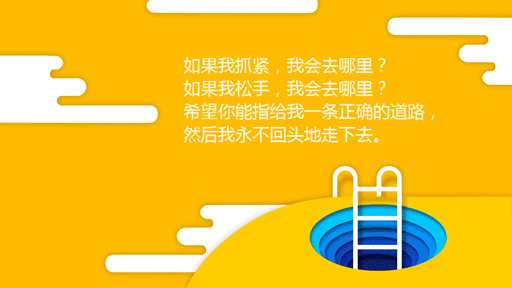 如果我抓紧，我会去哪里？
如果我松手，我会去哪里？
希望你能指给我一条正确的道路，
然后我永不回头地走下去。